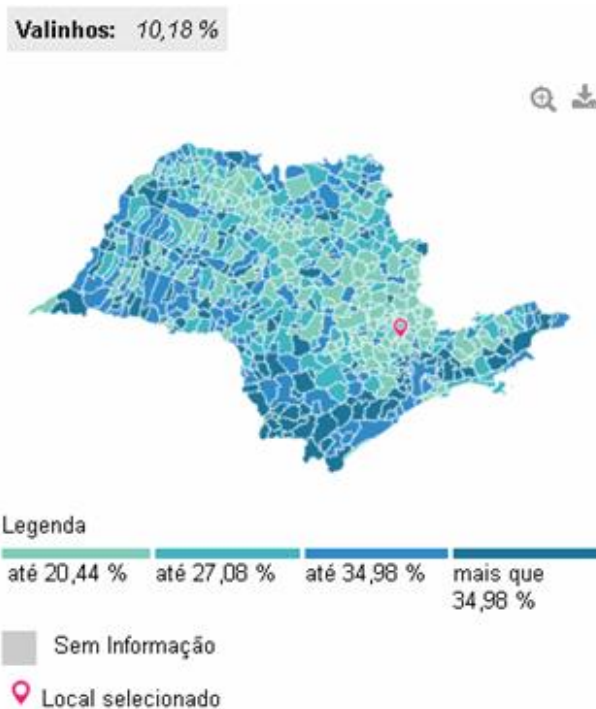 Valinhos: 10,18 %
Legenda
até 20,44 %
até 27,08 %
até 34,98 %
mais que
34,98 %
Sem Informação
Local selecionado